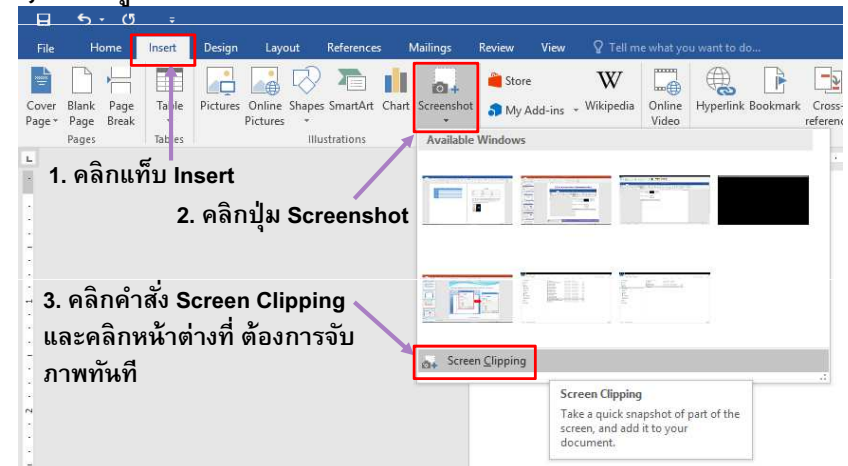 File Home Insert Design Layout References Mailings Review View Tell me what you want to do...
Cover Page
Blank Page
Page Break
Table
Pictures
Online Pictures
Shapes
SmartArt
Chart
Screenshot
Store
My Add-ins
W
Wikipedia
Online Video
Hyperlink
Bookmark
Cross-
Pages
Tables
Illustrations
Available Windows
1. คลิกแท็บ Insert
2. คลิกปุ่ม Screenshot
3. คลิกคำสั่ง Screen Clipping
และคลิกหน้าต่างที่ ต้องการจับ
ภาพทันที
Screen Clipping
Screen Clipping
Take a quick snapshot of part of the
screen, and add it to your
document.